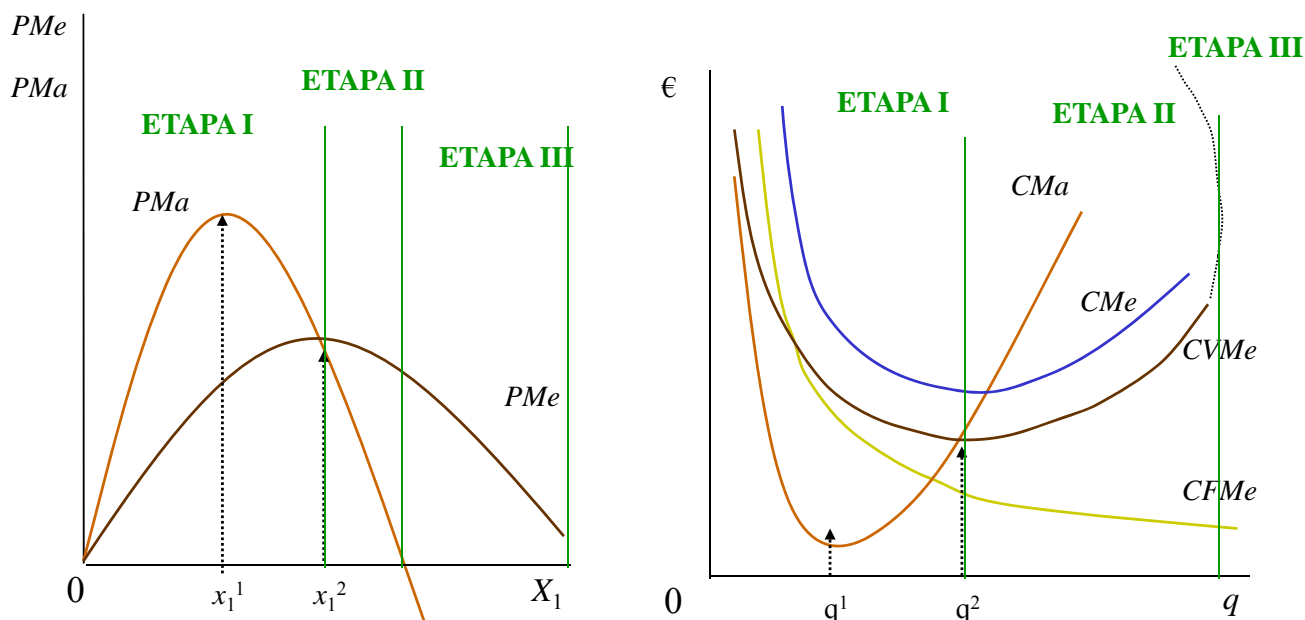 PMe
PMa
ETAPA I
ETAPA II
ETAPA III
PMa
PMe
0
x₁¹
x₁²
X₁
€
ETAPA I
ETAPA II
ETAPA III
CMa
CMe
CVMe
CFMe
0
q¹
q²
q